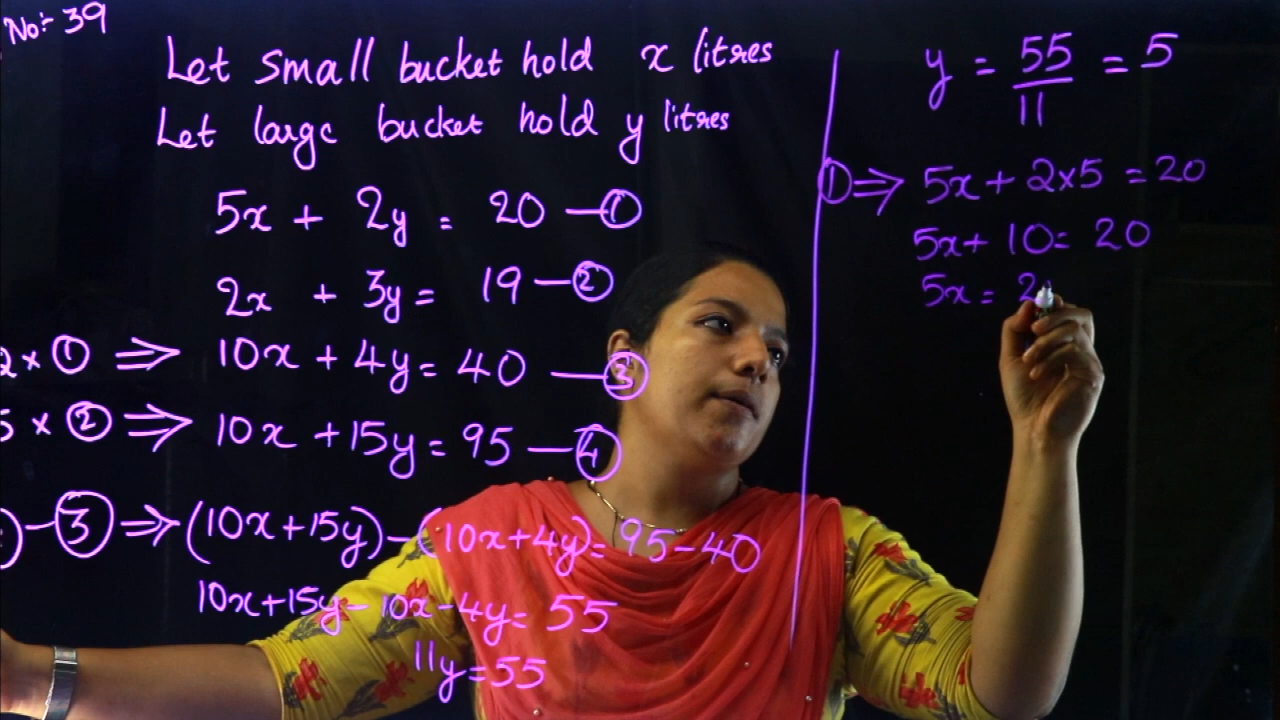 No:- 39
Let small bucket hold x litres
Let large bucket hold y litres
5x + 2y = 20 — ①
2x + 3y = 19 — ②
2 × ① ⇒ 10x + 4y = 40 — ③
5 × ② ⇒ 10x + 15y = 95 — ④
- ③ ⇒ (10x + 15y) - (10x + 4y) = 95 - 40
10x + 15y - 10x - 4y = 55
11y = 55
y = 55/11 = 5
① ⇒ 5x + 2×5 = 20
5x + 10 = 20
5x = 2